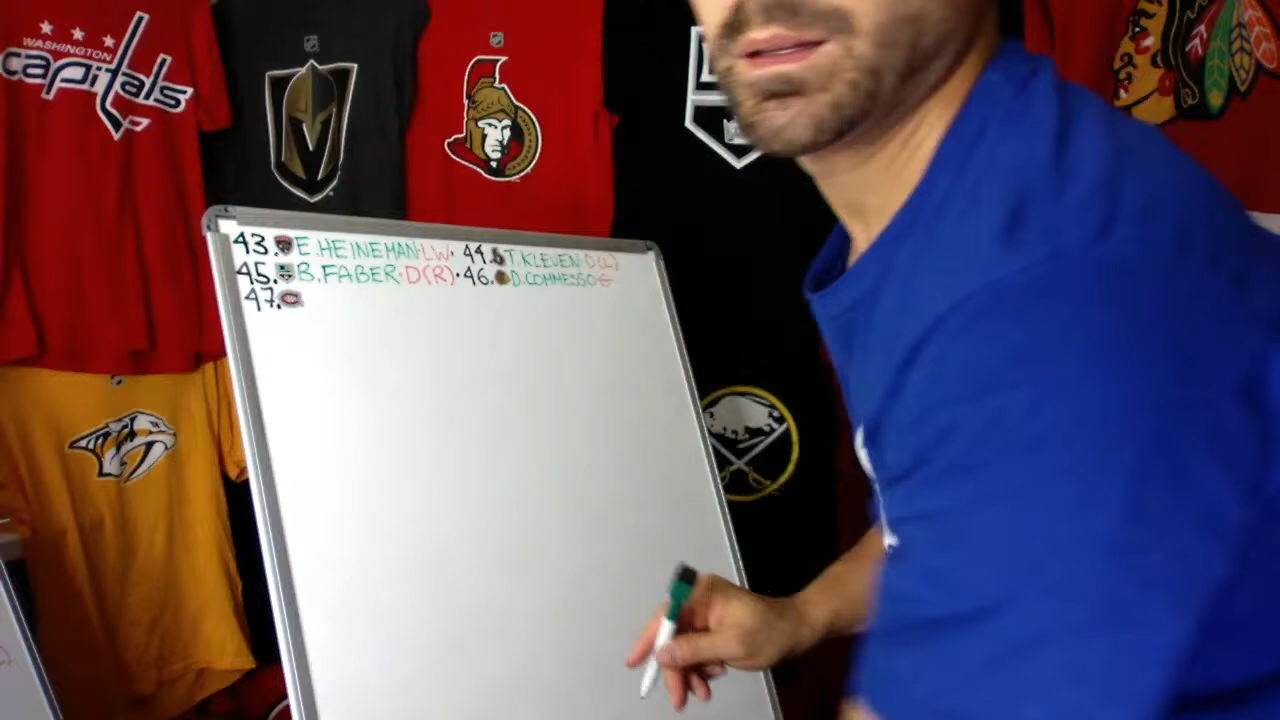 WASHINGTON
capitals
43. E.HEINEMAN·LW· 44. T.KLEVEN·D(L)
45. B.FABER·D(R)·46. D.COMMESSO·G
47.